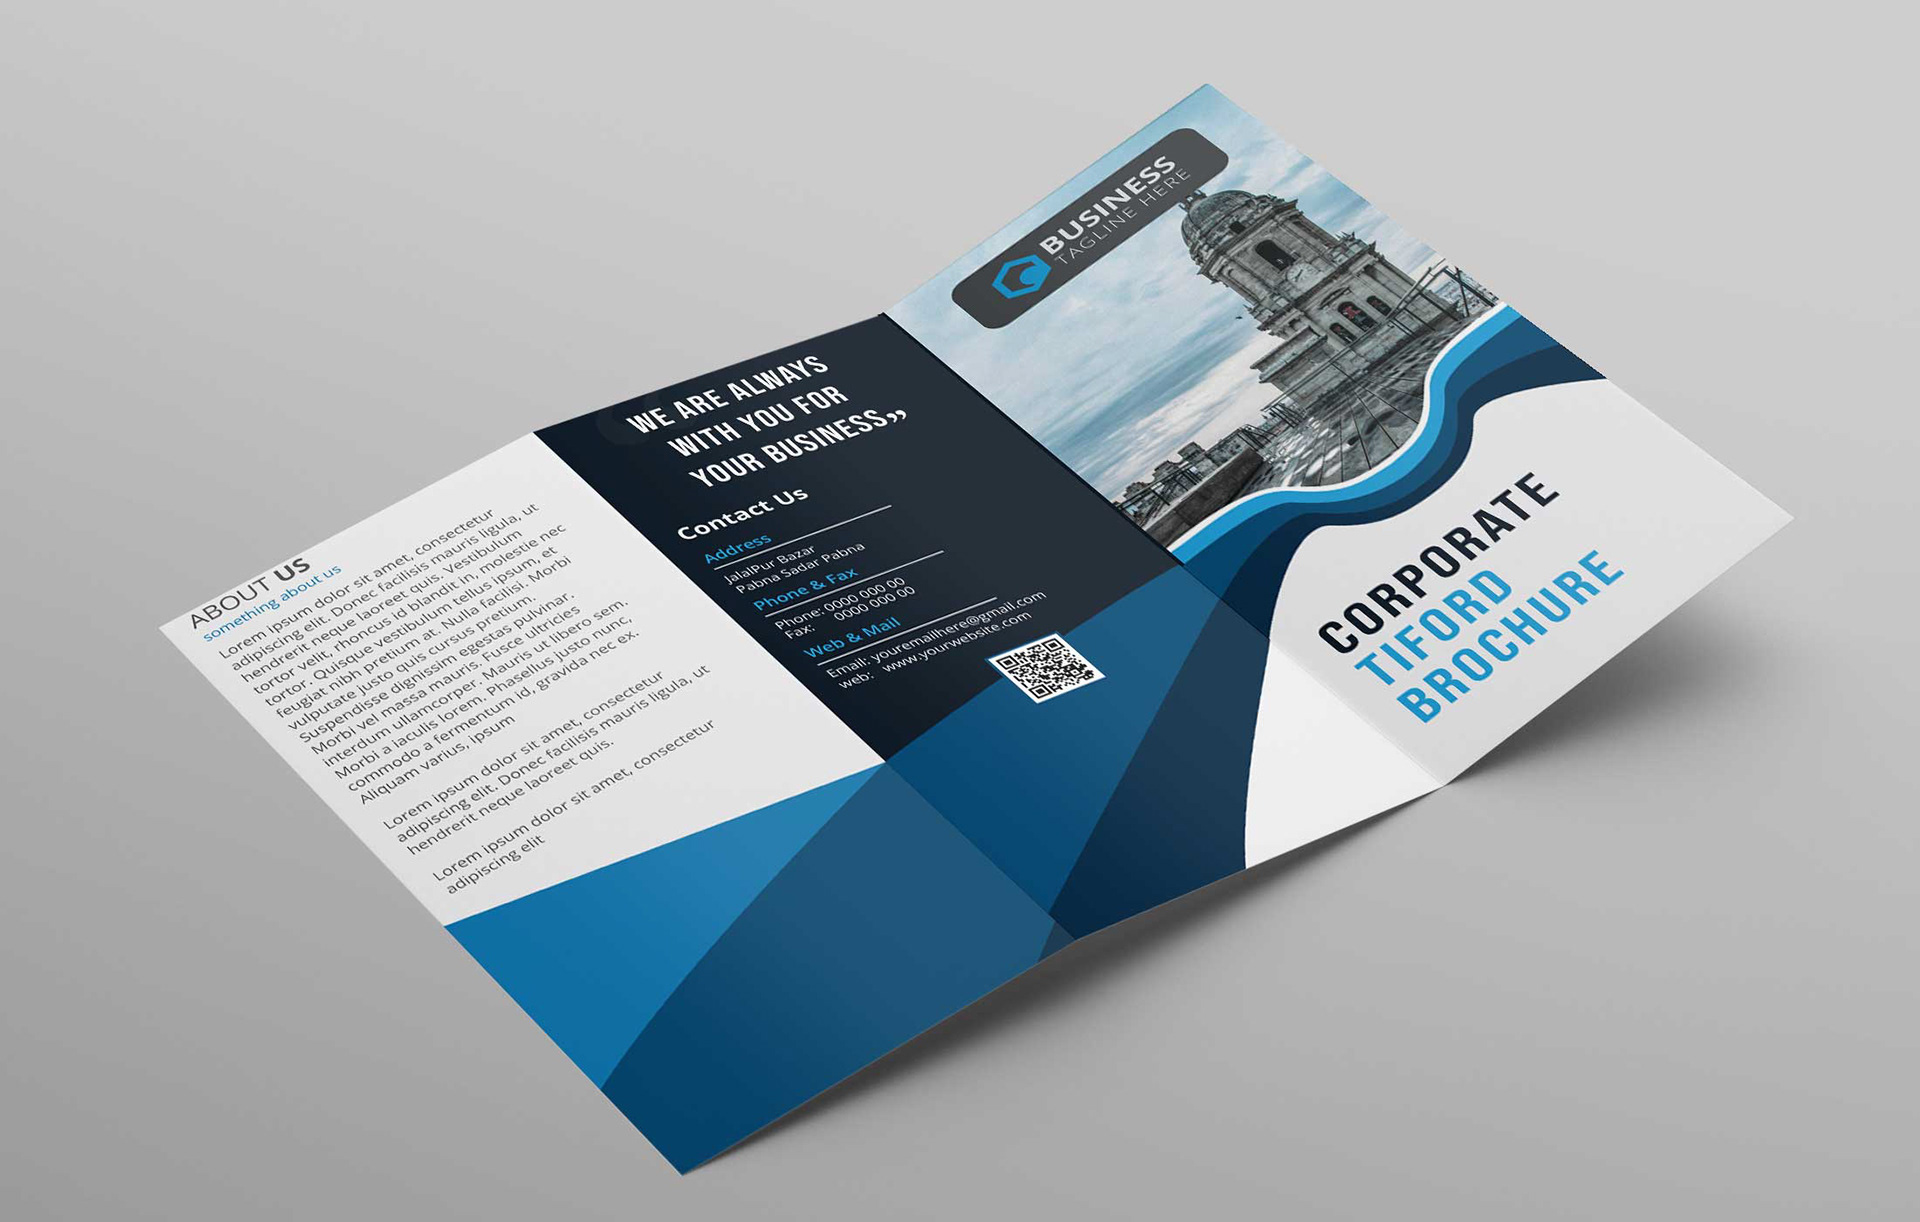 ABOUT US
something about us
Lorem ipsum dolor sit amet, consectetur
adipiscing elit. Donec facilisis mauris ligula, ut
hendrerit neque laoreet quis. Vestibulum
tortor velit, rhoncus id blandit in, molestie nec
tortor. Quisque vestibulum tellus ipsum, et
feugiat nibh pretium at. Nulla facilisi. Morbi
vulputate justo quis cursus pretium.
Suspendisse dignissim egestas pulvinar.
Morbi vel massa mauris. Fusce ultricies
interdum ullamcorper. Mauris ut libero sem.
Morbi a iaculis lorem. Phasellus justo nunc,
commodo a fermentum id, gravida nec ex.
Aliquam varius, ipsum
Lorem ipsum dolor sit amet, consectetur
adipiscing elit. Donec facilisis mauris ligula, ut
hendrerit neque laoreet quis.
Lorem ipsum dolor sit amet, consectetur
adipiscing elit
WE ARE ALWAYS
WITH YOU FOR
YOUR BUSINESS,,
Contact Us
Address
JalalPur Bazar
Pabna Sadar Pabna
Phone & Fax
Phone: 0000 000 00
Fax: 0000 000 00
Web & Mail
Email: youremailhere@gmail.com
web: www.yourwebsite.com
BUSINESS
TAGLINE HERE
CORPORATE
TIFORD
BROCHURE